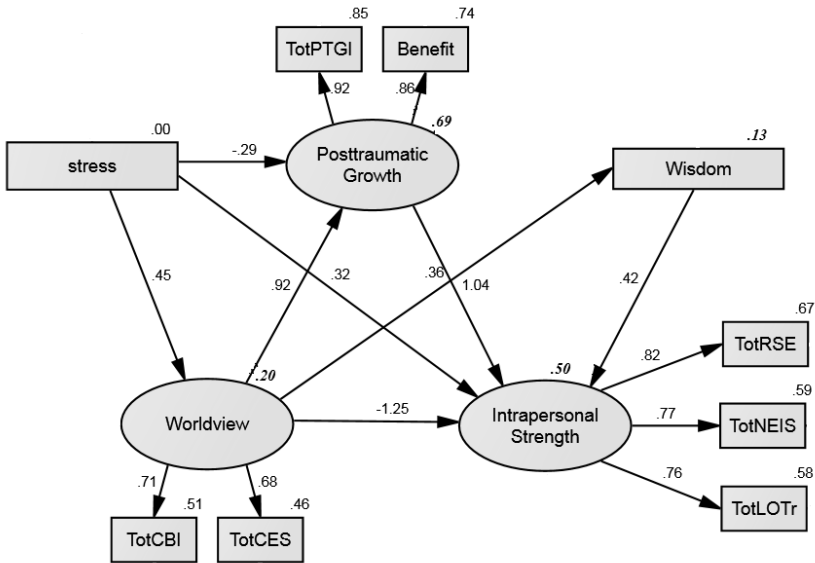 .85
.74
TotPTGI
Benefit
.92
.86
.00
.69
.13
stress
-.29
Posttraumatic
Growth
Wisdom
.45
.92
.32
.36
1.04
.42
.67
TotRSE
.82
.20
.50
.59
Worldview
-1.25
Intrapersonal
Strength
.77
TotNEIS
.71
.68
.76
.58
.51
.46
TotLOTr
TotCBI
TotCES